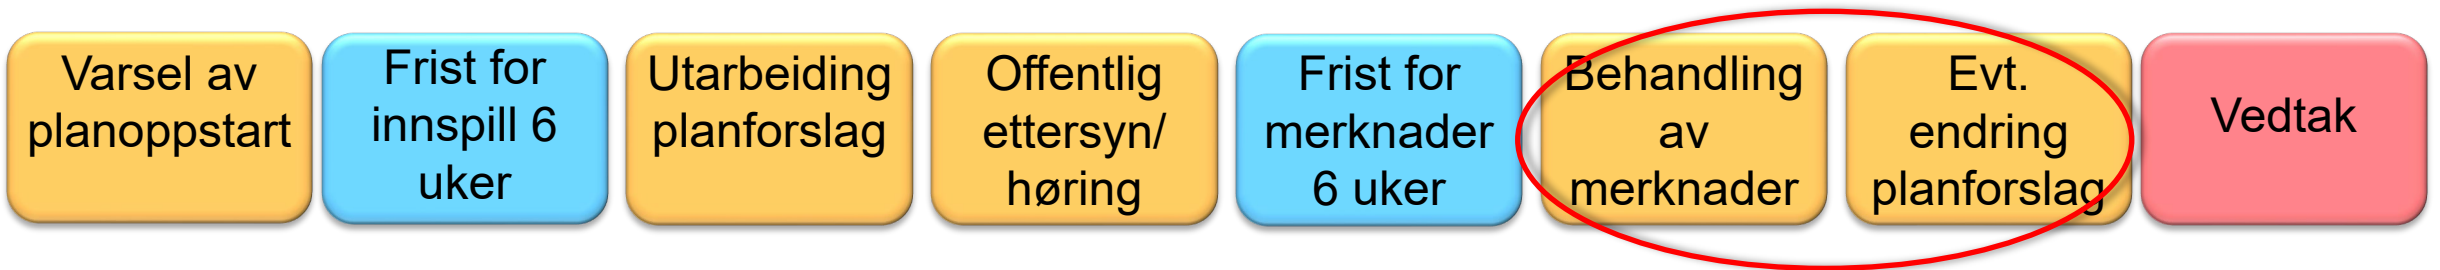 Varsel av
planoppstart
Frist for
innspill 6
uker
Utarbeiding
planforslag
Offentlig
ettersyn/
høring
Frist for
merknader
6 uker
Behandling
av
merknader
Evt.
endring
planforslag
Vedtak